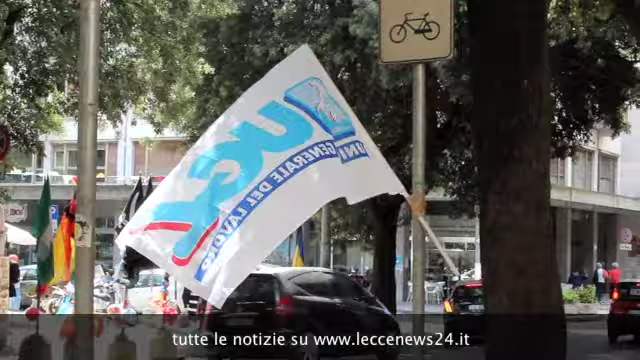 UGL
UNIONE GENERALE DEL LAVORO
tutte le notizie su www.leccenews24.it